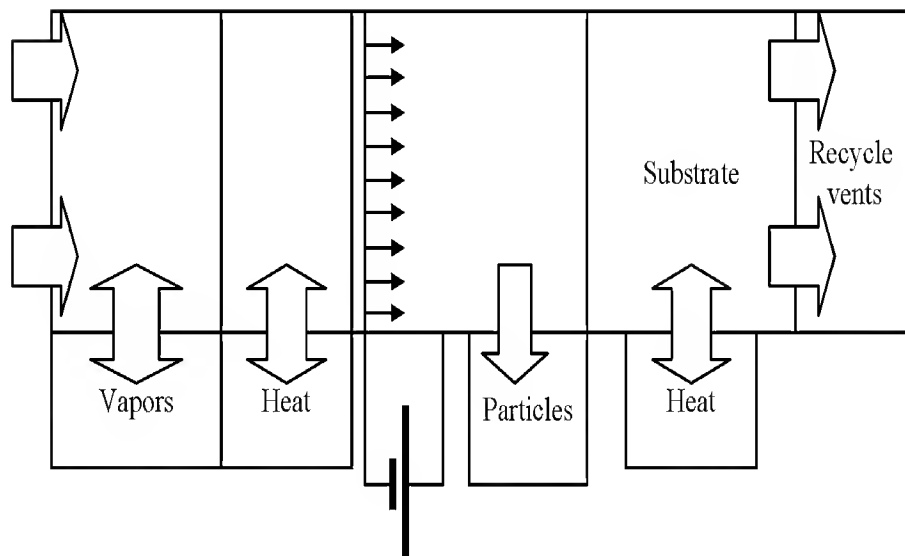 Substrate
Recycle
vents
Vapors
Heat
Particles
Heat